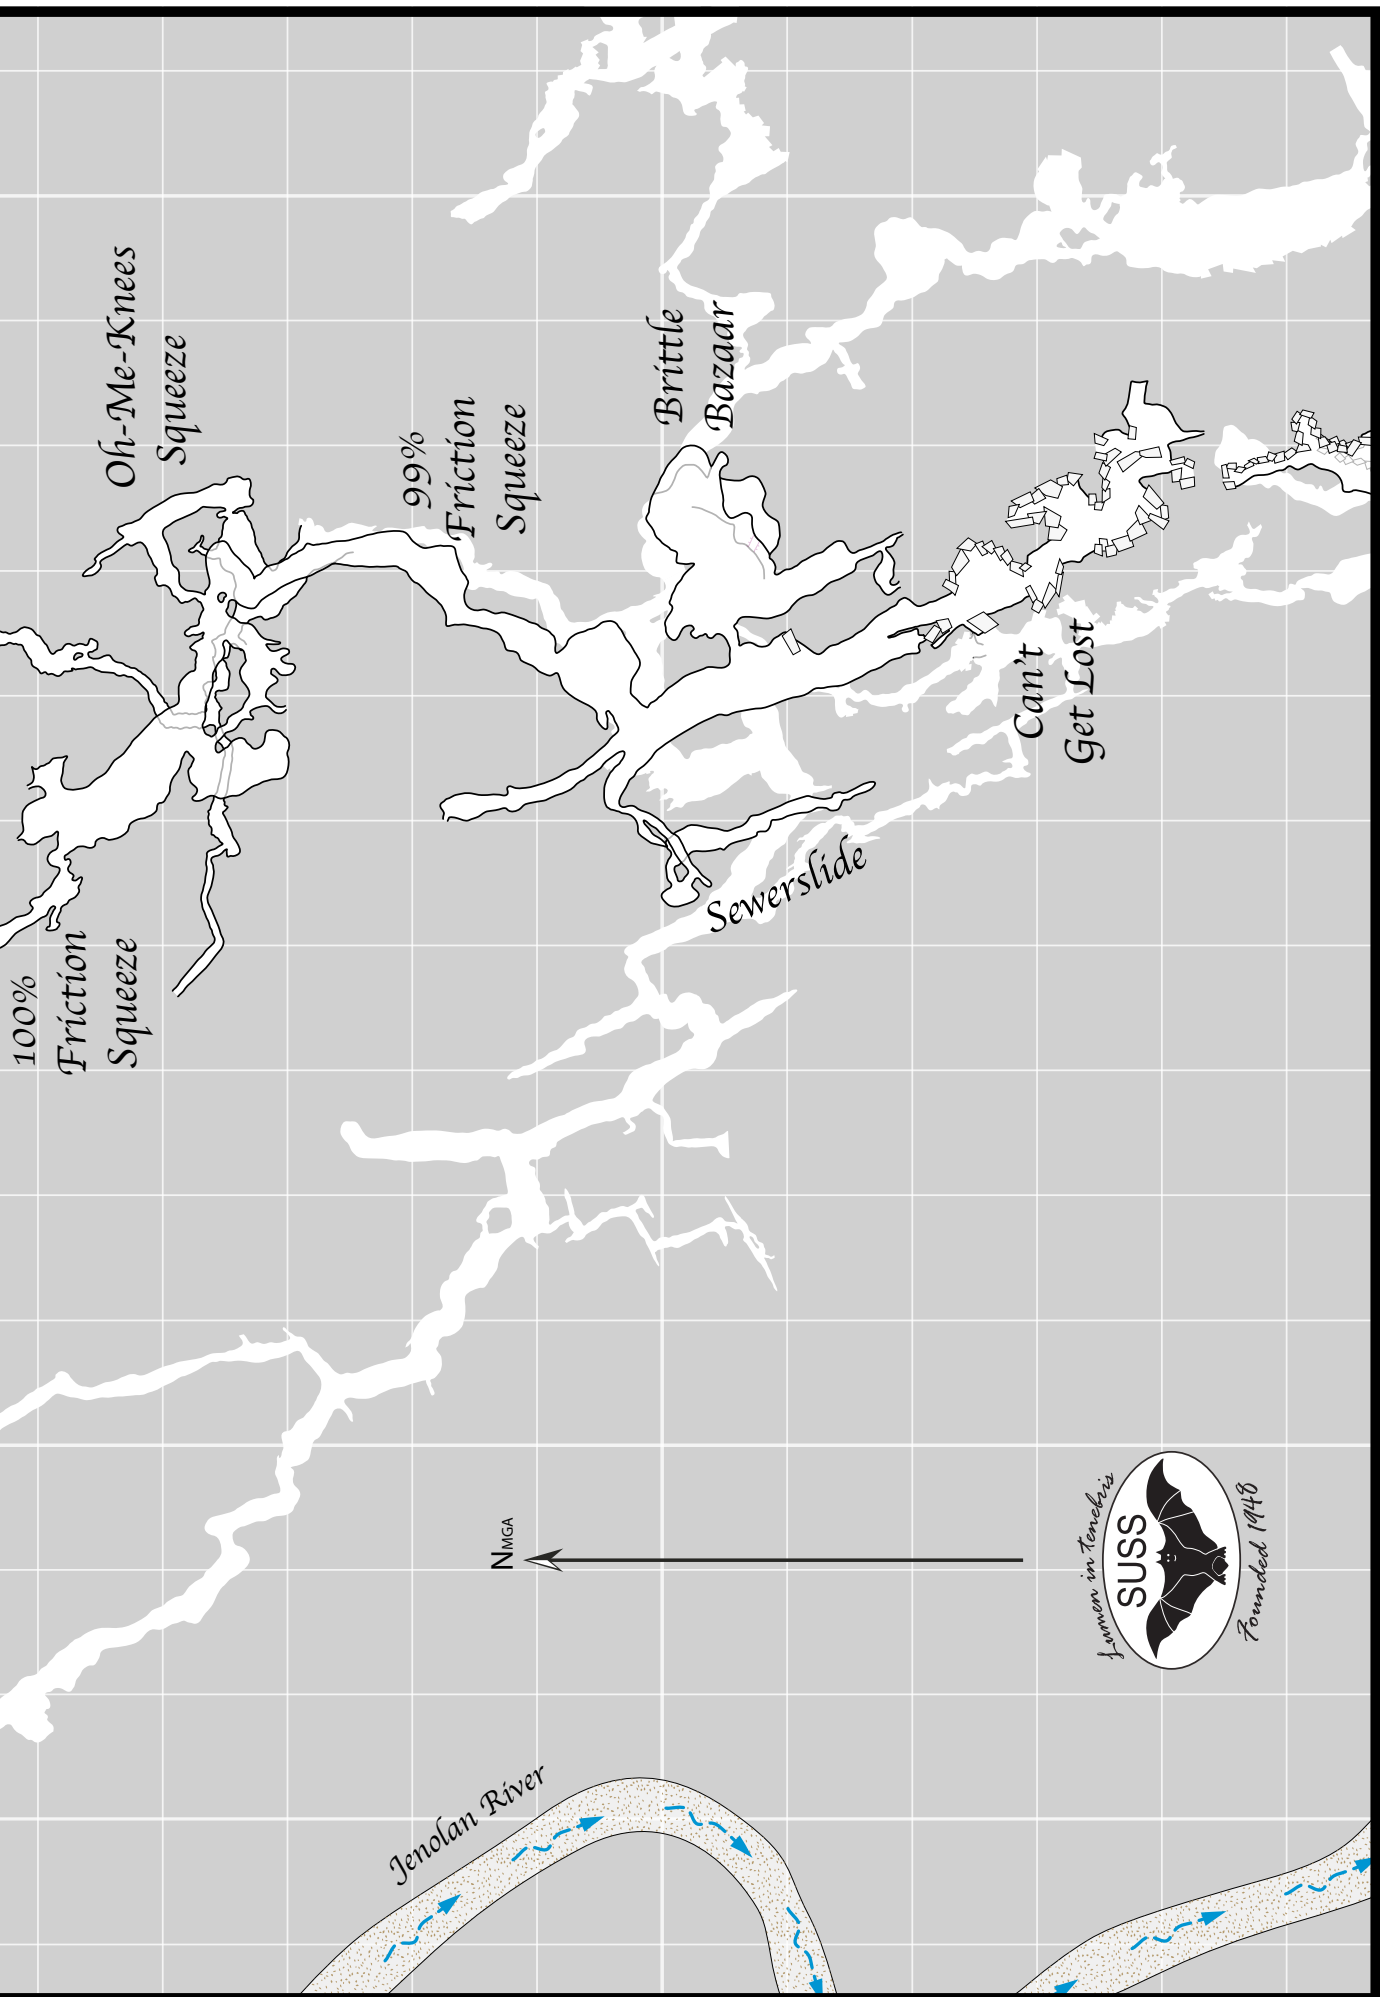 Oh-Me-Knees
Squeeze
99%
Friction
Squeeze
Brittle
Bazaar
Can't
Get Lost
100%
Friction
Squeeze
Sewerslide
NMGA
Lumen in tenebris
SUSS
Founded 1948
Jenolan River